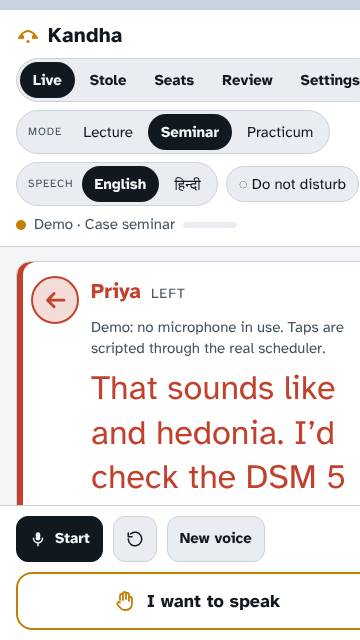 Kandha
Live Stole Seats Review Settings
MODE Lecture Seminar Practicum
SPEECH English हिन्दी Do not disturb
Demo · Case seminar
Priya LEFT
Demo: no microphone in use. Taps are
scripted through the real scheduler.
That sounds like
and hedonia. I’d
check the DSM 5
Start New voice
I want to speak